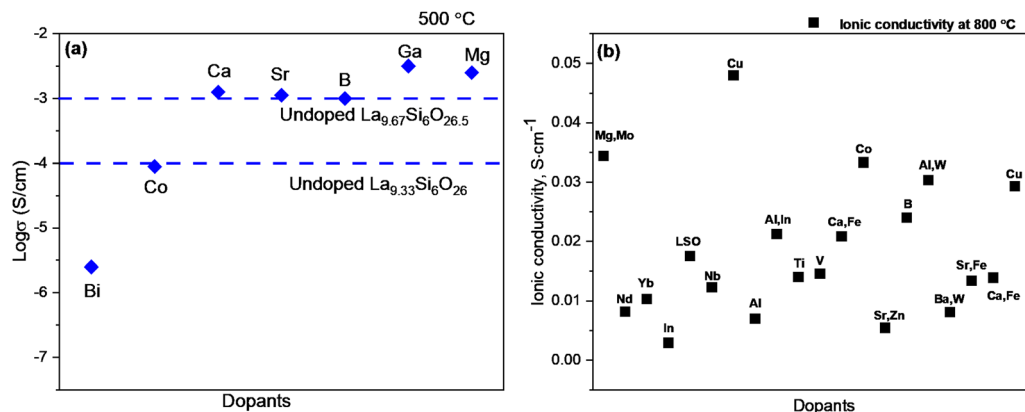 500 °C
(a)
-2
-3
-4
-5
-6
-7
Logσ (S/cm)
Ca
Sr
B
Ga
Mg
Undoped La9.67Si6O26.5
Co
Undoped La9.33Si6O26
Bi
Dopants
Ionic conductivity at 800 °C
(b)
0.05
0.04
0.03
0.02
0.01
0.00
Ionic conductivity, S·cm⁻¹
Cu
Mg,Mo
Co
Al,W
Cu
B
Al,In
Ca,Fe
LSO
Ti
V
Nb
Yb
Nd
Sr,Fe
Al
Ba,W
Ca,Fe
In
Sr,Zn
Dopants